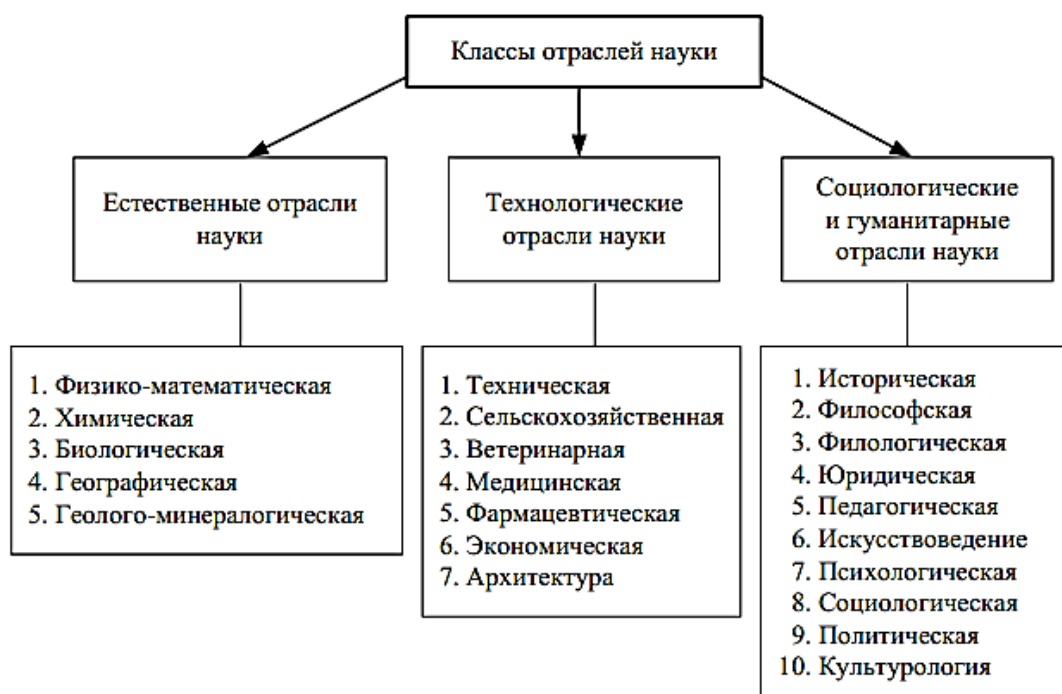 Классы отраслей науки
Естественные отрасли
науки
Технологические
отрасли науки
Социологические
и гуманитарные
отрасли науки
1. Физико-математическая
2. Химическая
3. Биологическая
4. Географическая
5. Геолого-минералогическая
1. Техническая
2. Сельскохозяйственная
3. Ветеринарная
4. Медицинская
5. Фармацевтическая
6. Экономическая
7. Архитектура
1. Историческая
2. Философская
3. Филологическая
4. Юридическая
5. Педагогическая
6. Искусствоведение
7. Психологическая
8. Социологическая
9. Политическая
10. Культурология